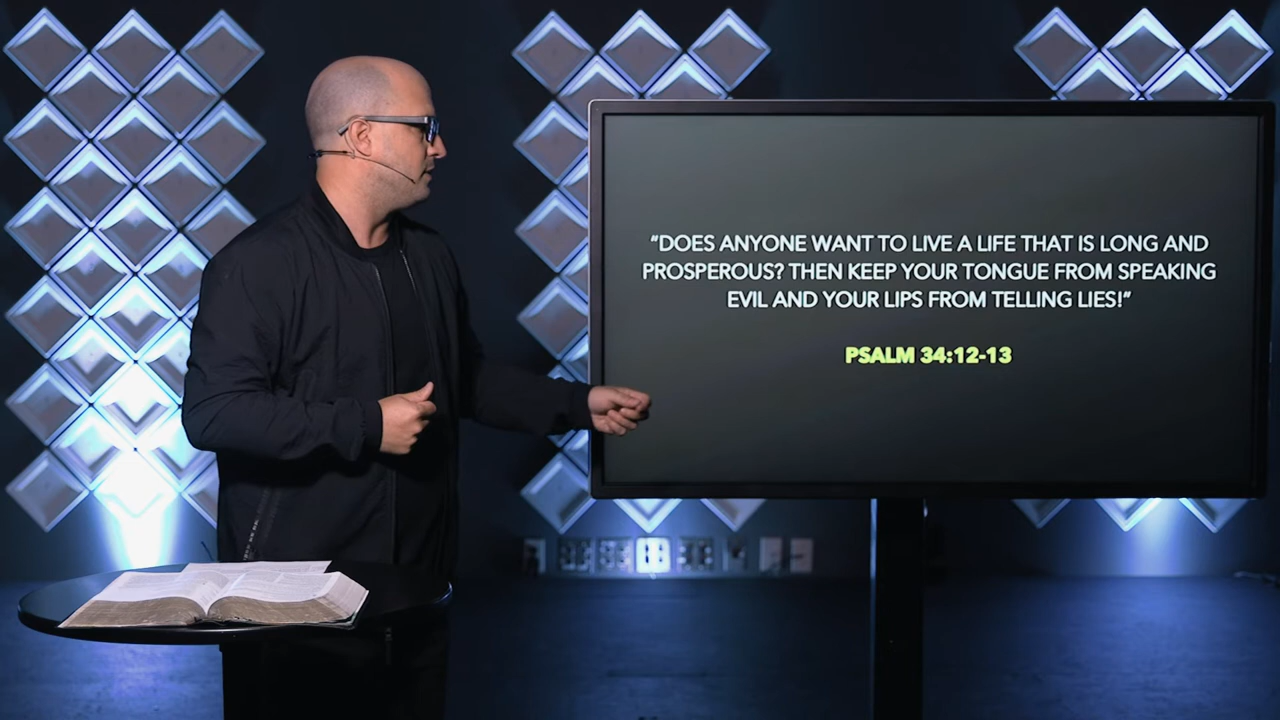 “DOES ANYONE WANT TO LIVE A LIFE THAT IS LONG AND
PROSPEROUS? THEN KEEP YOUR TONGUE FROM SPEAKING
EVIL AND YOUR LIPS FROM TELLING LIES!”
PSALM 34:12-13